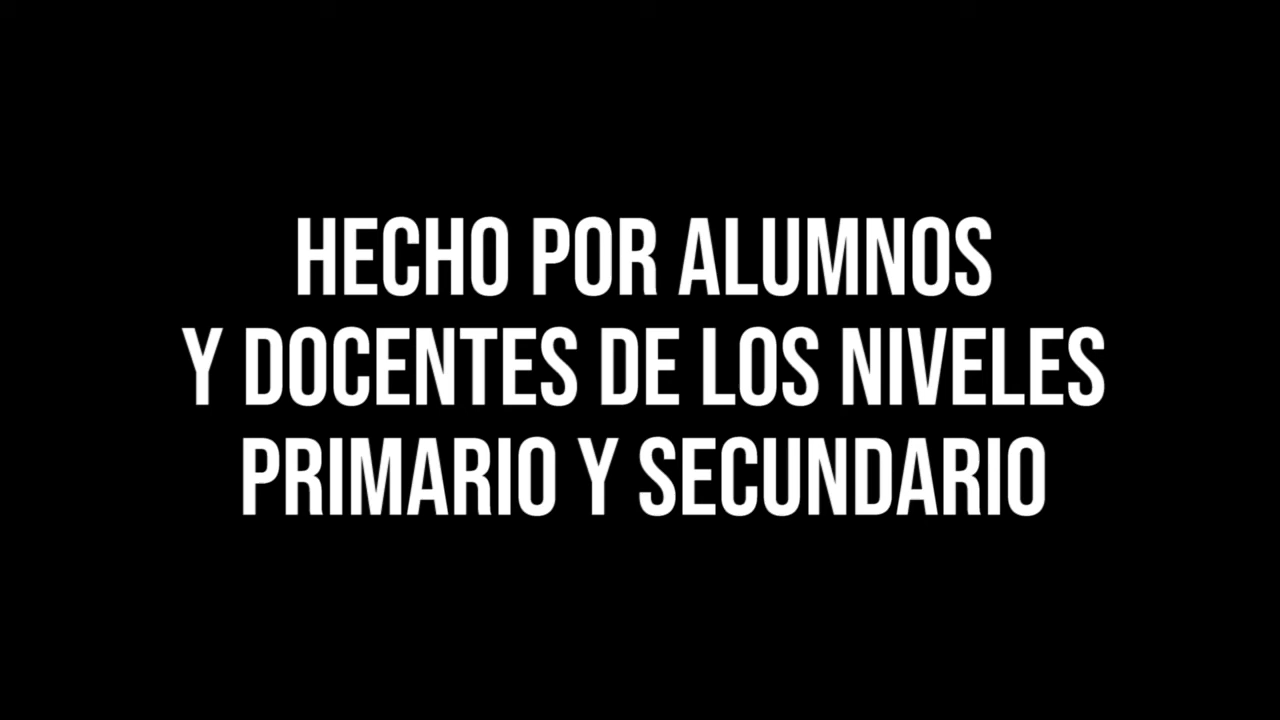 HECHO POR ALUMNOS
Y DOCENTES DE LOS NIVELES
PRIMARIO Y SECUNDARIO